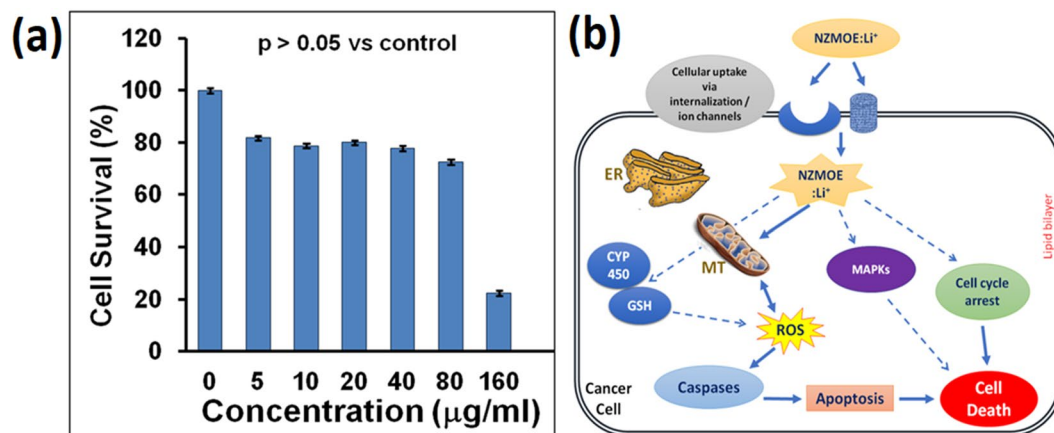 (a)
p > 0.05 vs control
Cell Survival (%)
120
100
80
60
40
20
0
0 5 10 20 40 80 160
Concentration (μg/ml)
(b)
NZMOE:Li⁺
Cellular uptake
via
internalization /
ion channels
ER
NZMOE
:Li⁺
Lipid bilayer
MT
CYP
450
GSH
MAPKs
Cell cycle
arrest
ROS
Cancer
Cell
Caspases
Apoptosis
Cell
Death